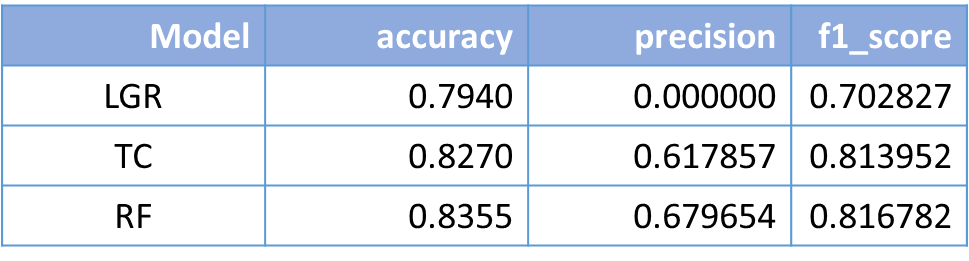 Model accuracy precision f1_score
LGR 0.7940 0.000000 0.702827
TC 0.8270 0.617857 0.813952
RF 0.8355 0.679654 0.816782